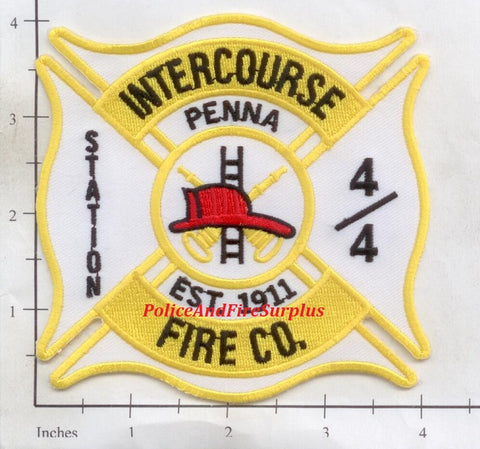 INTERCOURSE
PENNA
STATION
4/4
EST. 1911
PoliceAndFireSurplus
FIRE CO.
4
3
2
1
Inches 1 2 3 4